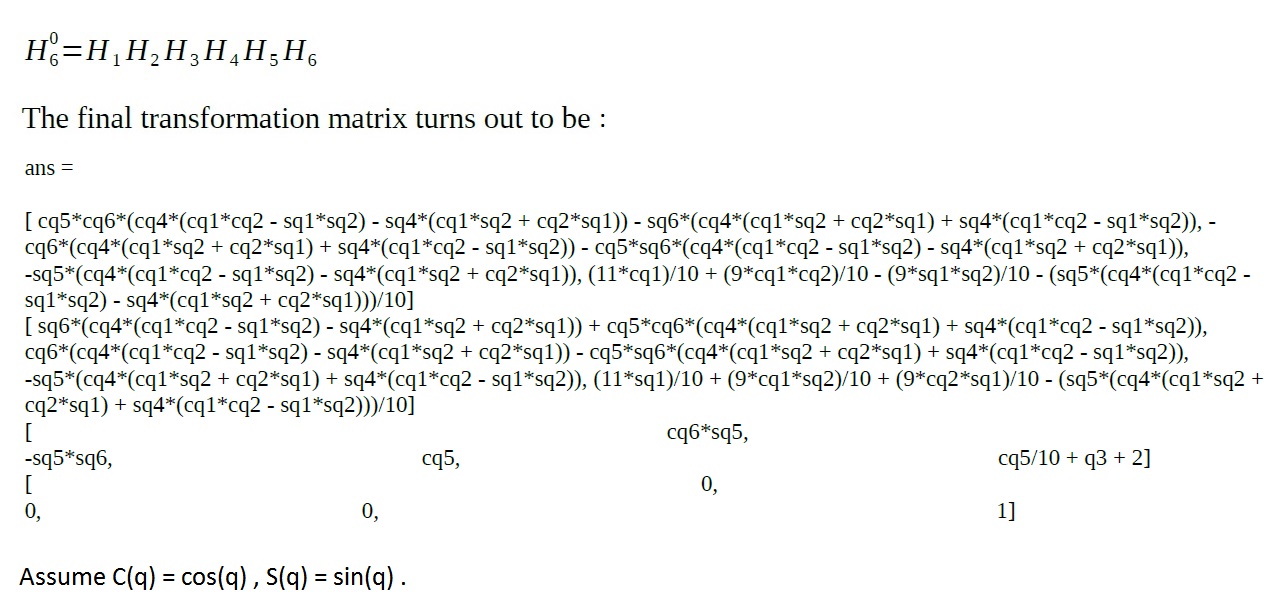 H⁰₆=H₁H₂H₃H₄H₅H₆
The final transformation matrix turns out to be :
ans =
[ cq5*cq6*(cq4*(cq1*cq2 - sq1*sq2) - sq4*(cq1*sq2 + cq2*sq1)) - sq6*(cq4*(cq1*sq2 + cq2*sq1) + sq4*(cq1*cq2 - sq1*sq2)), -
cq6*(cq4*(cq1*sq2 + cq2*sq1) + sq4*(cq1*cq2 - sq1*sq2)) - cq5*sq6*(cq4*(cq1*cq2 - sq1*sq2) - sq4*(cq1*sq2 + cq2*sq1)),
-sq5*(cq4*(cq1*cq2 - sq1*sq2) - sq4*(cq1*sq2 + cq2*sq1)), (11*cq1)/10 + (9*cq1*cq2)/10 - (9*sq1*sq2)/10 - (sq5*(cq4*(cq1*cq2 -
sq1*sq2) - sq4*(cq1*sq2 + cq2*sq1)))/10]
[ sq6*(cq4*(cq1*cq2 - sq1*sq2) - sq4*(cq1*sq2 + cq2*sq1)) + cq5*cq6*(cq4*(cq1*sq2 + cq2*sq1) + sq4*(cq1*cq2 - sq1*sq2)),
cq6*(cq4*(cq1*cq2 - sq1*sq2) - sq4*(cq1*sq2 + cq2*sq1)) - cq5*sq6*(cq4*(cq1*sq2 + cq2*sq1) + sq4*(cq1*cq2 - sq1*sq2)),
-sq5*(cq4*(cq1*sq2 + cq2*sq1) + sq4*(cq1*cq2 - sq1*sq2)), (11*sq1)/10 + (9*cq1*sq2)/10 + (9*cq2*sq1)/10 - (sq5*(cq4*(cq1*sq2 +
cq2*sq1) + sq4*(cq1*cq2 - sq1*sq2)))/10]
[ cq6*sq5,
-sq5*sq6, cq5, cq5/10 + q3 + 2]
[ 0,
0, 0, 1]
Assume C(q) = cos(q) , S(q) = sin(q) .